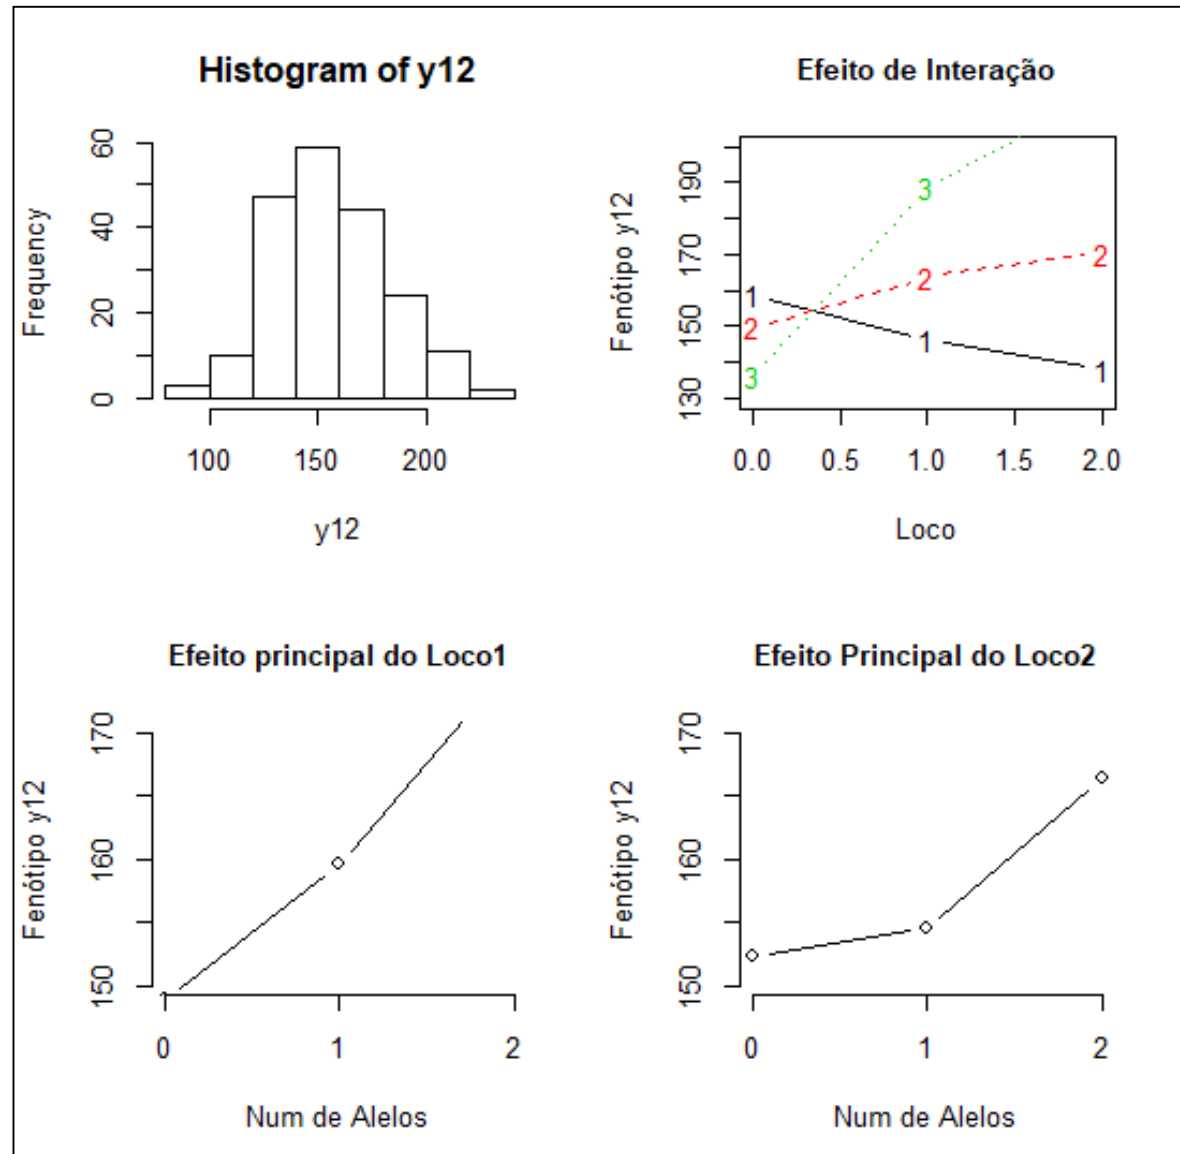 Histogram of y12
Frequency
0 20 40 60
100 150 200
y12
Efeito de Interação
Fenótipo y12
130 150 170 190
1 1 1
2 2 2
3 3
0.0 0.5 1.0 1.5 2.0
Loco
Efeito principal do Loco1
Fenótipo y12
150 160 170
0 1 2
Num de Alelos
Efeito Principal do Loco2
Fenótipo y12
150 160 170
0 1 2
Num de Alelos